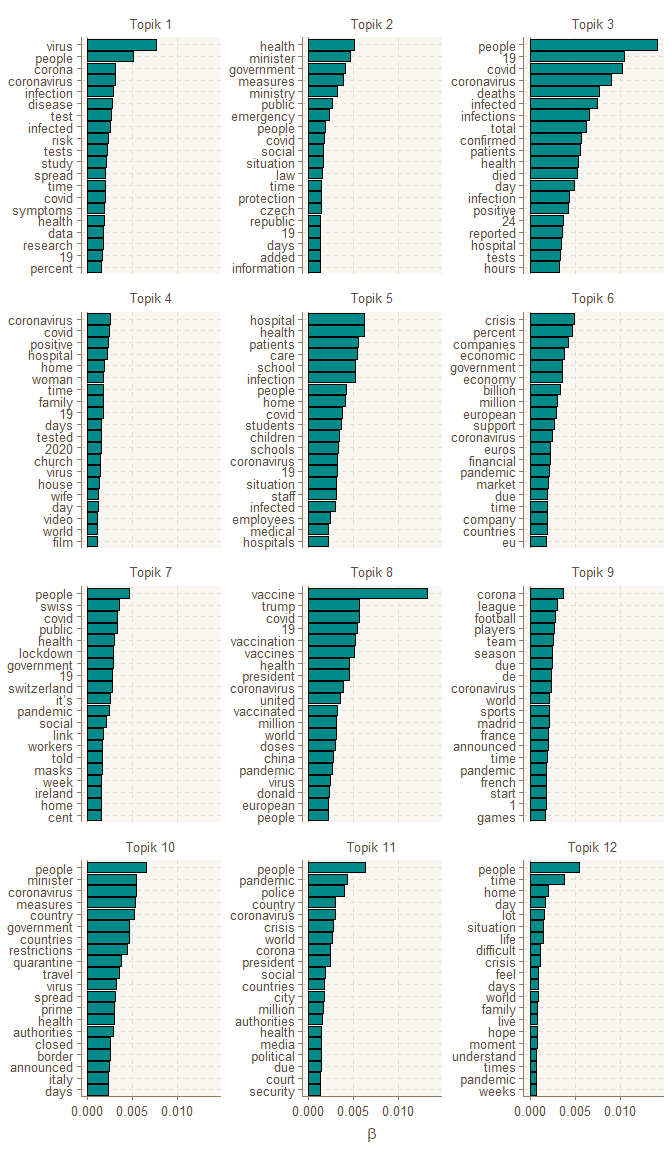 Topik 1
virus
people
corona
coronavirus
infection
disease
test
infected
risk
tests
study
spread
time
covid
symptoms
health
data
research
19
percent
Topik 2
health
minister
government
measures
ministry
public
emergency
people
covid
social
situation
law
time
protection
czech
republic
19
days
added
information
Topik 3
people
19
covid
coronavirus
deaths
infected
infections
total
confirmed
patients
health
died
day
infection
positive
24
reported
hospital
tests
hours
Topik 4
coronavirus
covid
positive
hospital
home
woman
time
family
19
days
tested
2020
church
virus
house
wife
day
video
world
film
Topik 5
hospital
health
patients
care
school
infection
people
home
covid
students
children
schools
coronavirus
19
situation
staff
infected
employees
medical
hospitals
Topik 6
crisis
percent
companies
economic
government
economy
billion
million
european
support
coronavirus
euros
financial
pandemic
market
due
time
company
countries
eu
Topik 7
people
swiss
covid
public
health
lockdown
government
19
switzerland
it's
pandemic
social
link
workers
told
masks
week
ireland
home
cent
Topik 8
vaccine
trump
covid
19
vaccination
vaccines
health
president
coronavirus
united
vaccinated
million
world
doses
china
pandemic
virus
donald
european
people
Topik 9
corona
league
football
players
team
season
due
de
coronavirus
world
sports
madrid
france
announced
time
pandemic
french
start
1
games
Topik 10
people
minister
coronavirus
measures
country
government
countries
restrictions
quarantine
travel
virus
spread
prime
health
authorities
closed
border
announced
italy
days
0.000 0.005 0.010
Topik 11
people
pandemic
police
country
coronavirus
crisis
world
corona
president
social
countries
city
million
authorities
health
media
political
due
court
security
0.000 0.005 0.010
Topik 12
people
time
home
day
lot
situation
life
difficult
crisis
feel
days
world
family
live
hope
moment
understand
times
pandemic
weeks
0.000 0.005 0.010
β